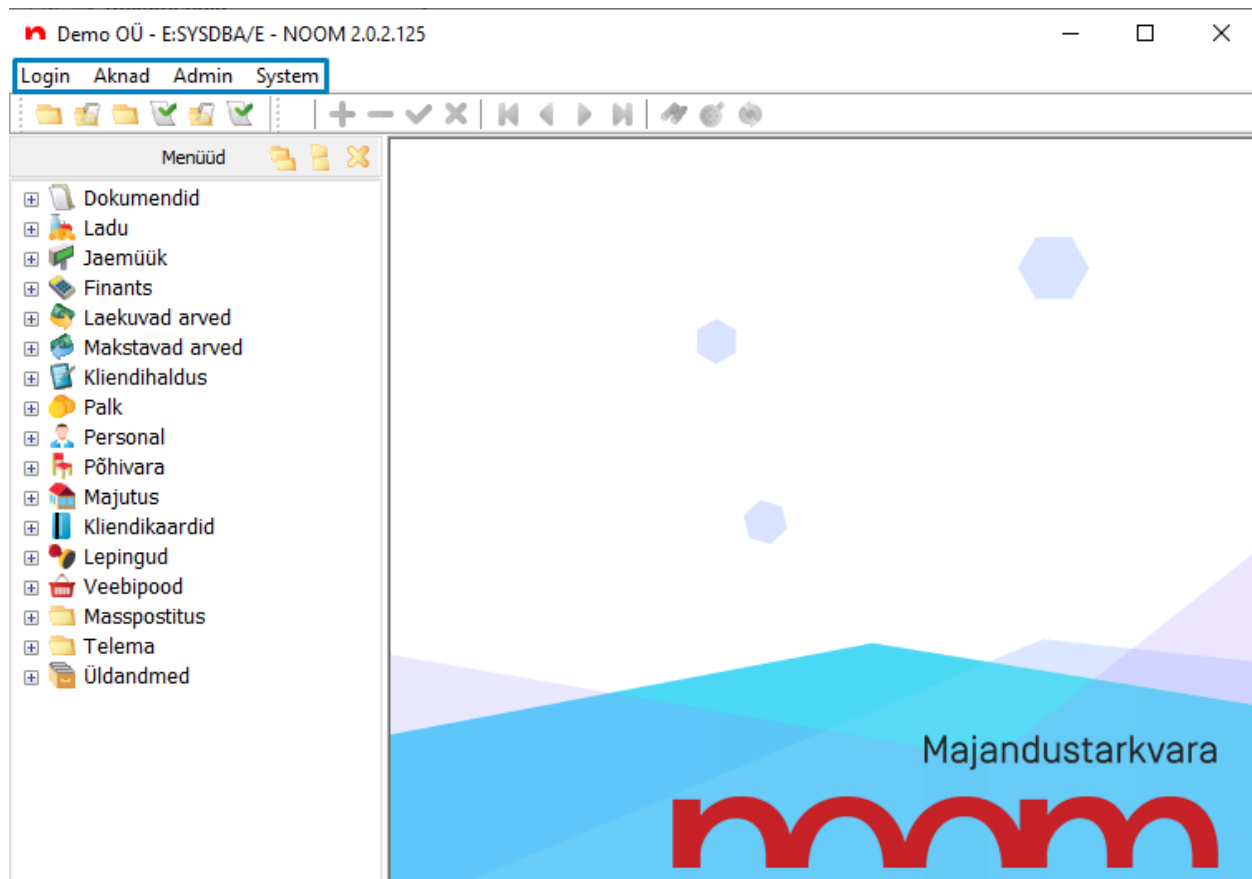 Demo OÜ - E:SYSDBA/E - NOOM 2.0.2.125
Login Aknad Admin System
Menüüd
Dokumendid
Ladu
Jaemüük
Finants
Laekuvad arved
Makstavad arved
Kliendihaldus
Palk
Personal
Põhivara
Majutus
Kliendikaardid
Lepingud
Veebipood
Masspostitus
Telema
Üldandmed
Majandustarkvara
noom